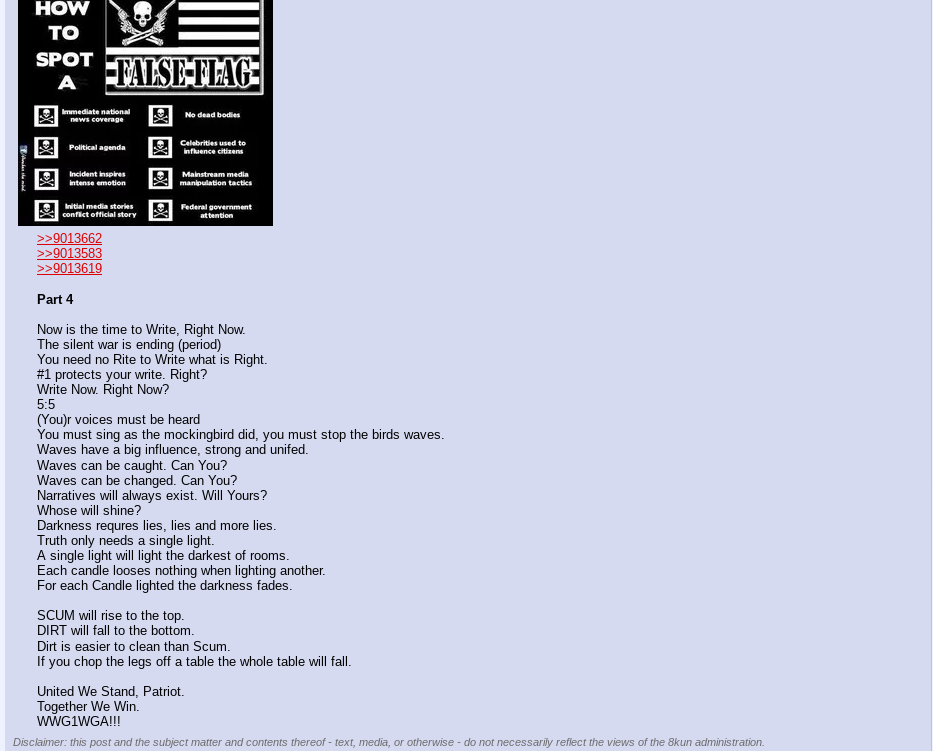 HOW
TO
SPOT
A
FALSE FLAG
Immediate national
news coverage
No dead bodies
Political agenda
Celebrities used to
influence citizens
Incident inspires
intense emotion
Mainstream media
manipulation tactics
Initial media stories
conflict official story
Federal government
attention
>>9013662
>>9013583
>>9013619
Part 4
Now is the time to Write, Right Now.
The silent war is ending (period)
You need no Rite to Write what is Right.
#1 protects your write. Right?
Write Now. Right Now?
5:5
(You)r voices must be heard
You must sing as the mockingbird did, you must stop the birds waves.
Waves have a big influence, strong and unifed.
Waves can be caught. Can You?
Waves can be changed. Can You?
Narratives will always exist. Will Yours?
Whose will shine?
Darkness requres lies, lies and more lies.
Truth only needs a single light.
A single light will light the darkest of rooms.
Each candle looses nothing when lighting another.
For each Candle lighted the darkness fades.
SCUM will rise to the top.
DIRT will fall to the bottom.
Dirt is easier to clean than Scum.
If you chop the legs off a table the whole table will fall.
United We Stand, Patriot.
Together We Win.
WWG1WGA!!!
Disclaimer: this post and the subject matter and contents thereof - text, media, or otherwise - do not necessarily reflect the views of the 8kun administration.